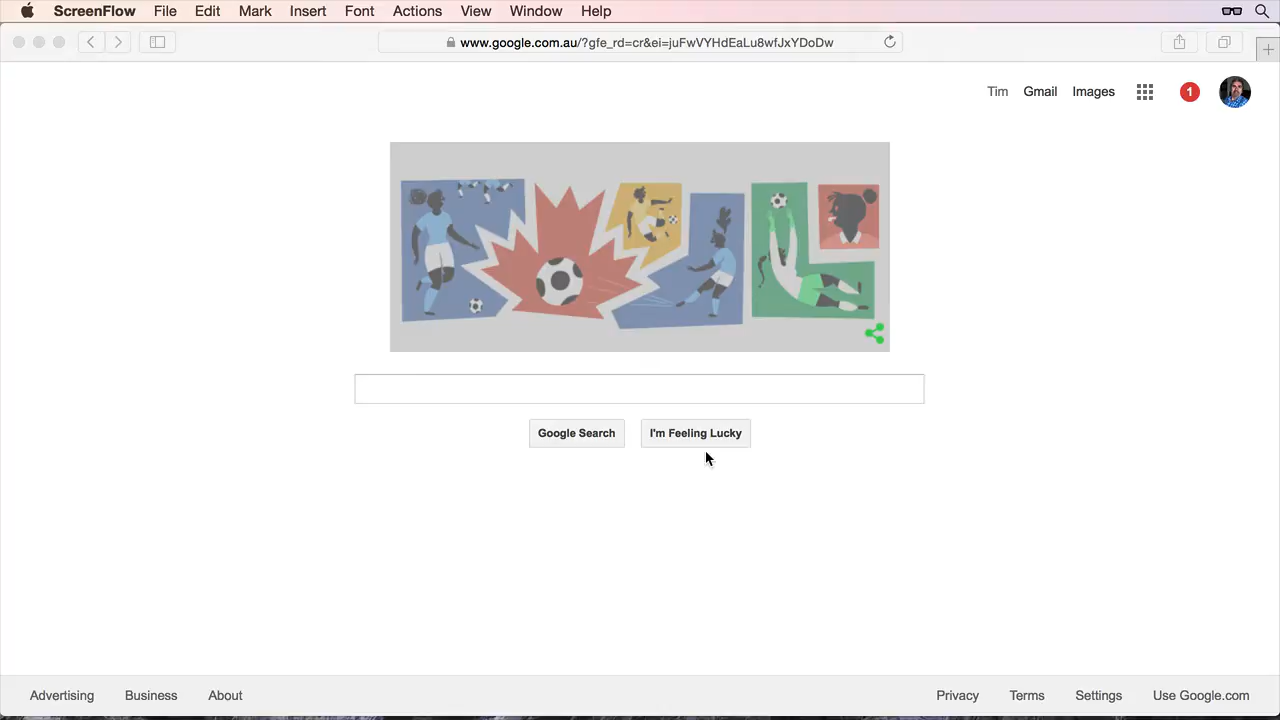 ScreenFlow File Edit Mark Insert Font Actions View Window Help
www.google.com.au/?gfe_rd=cr&ei=juFwVYHdEaLu8wfJxYDoDw
Tim Gmail Images 1
Google Search I'm Feeling Lucky
Advertising Business About Privacy Terms Settings Use Google.com